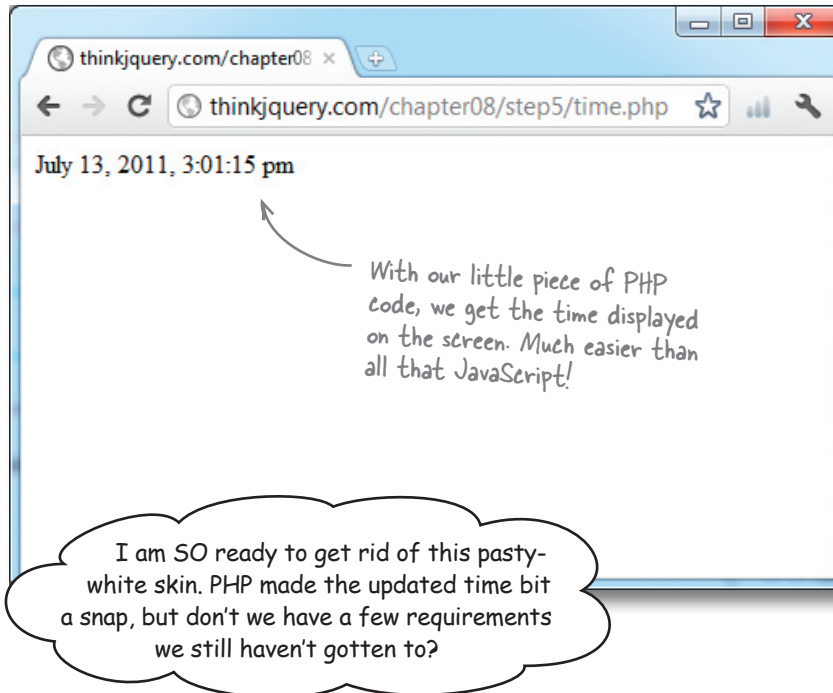 thinkjquery.com/chapter08
thinkjquery.com/chapter08/step5/time.php
July 13, 2011, 3:01:15 pm
With our little piece of PHP
code, we get the time displayed
on the screen. Much easier than
all that JavaScript!
I am SO ready to get rid of this pasty-
white skin. PHP made the updated time bit
a snap, but don't we have a few requirements
we still haven't gotten to?